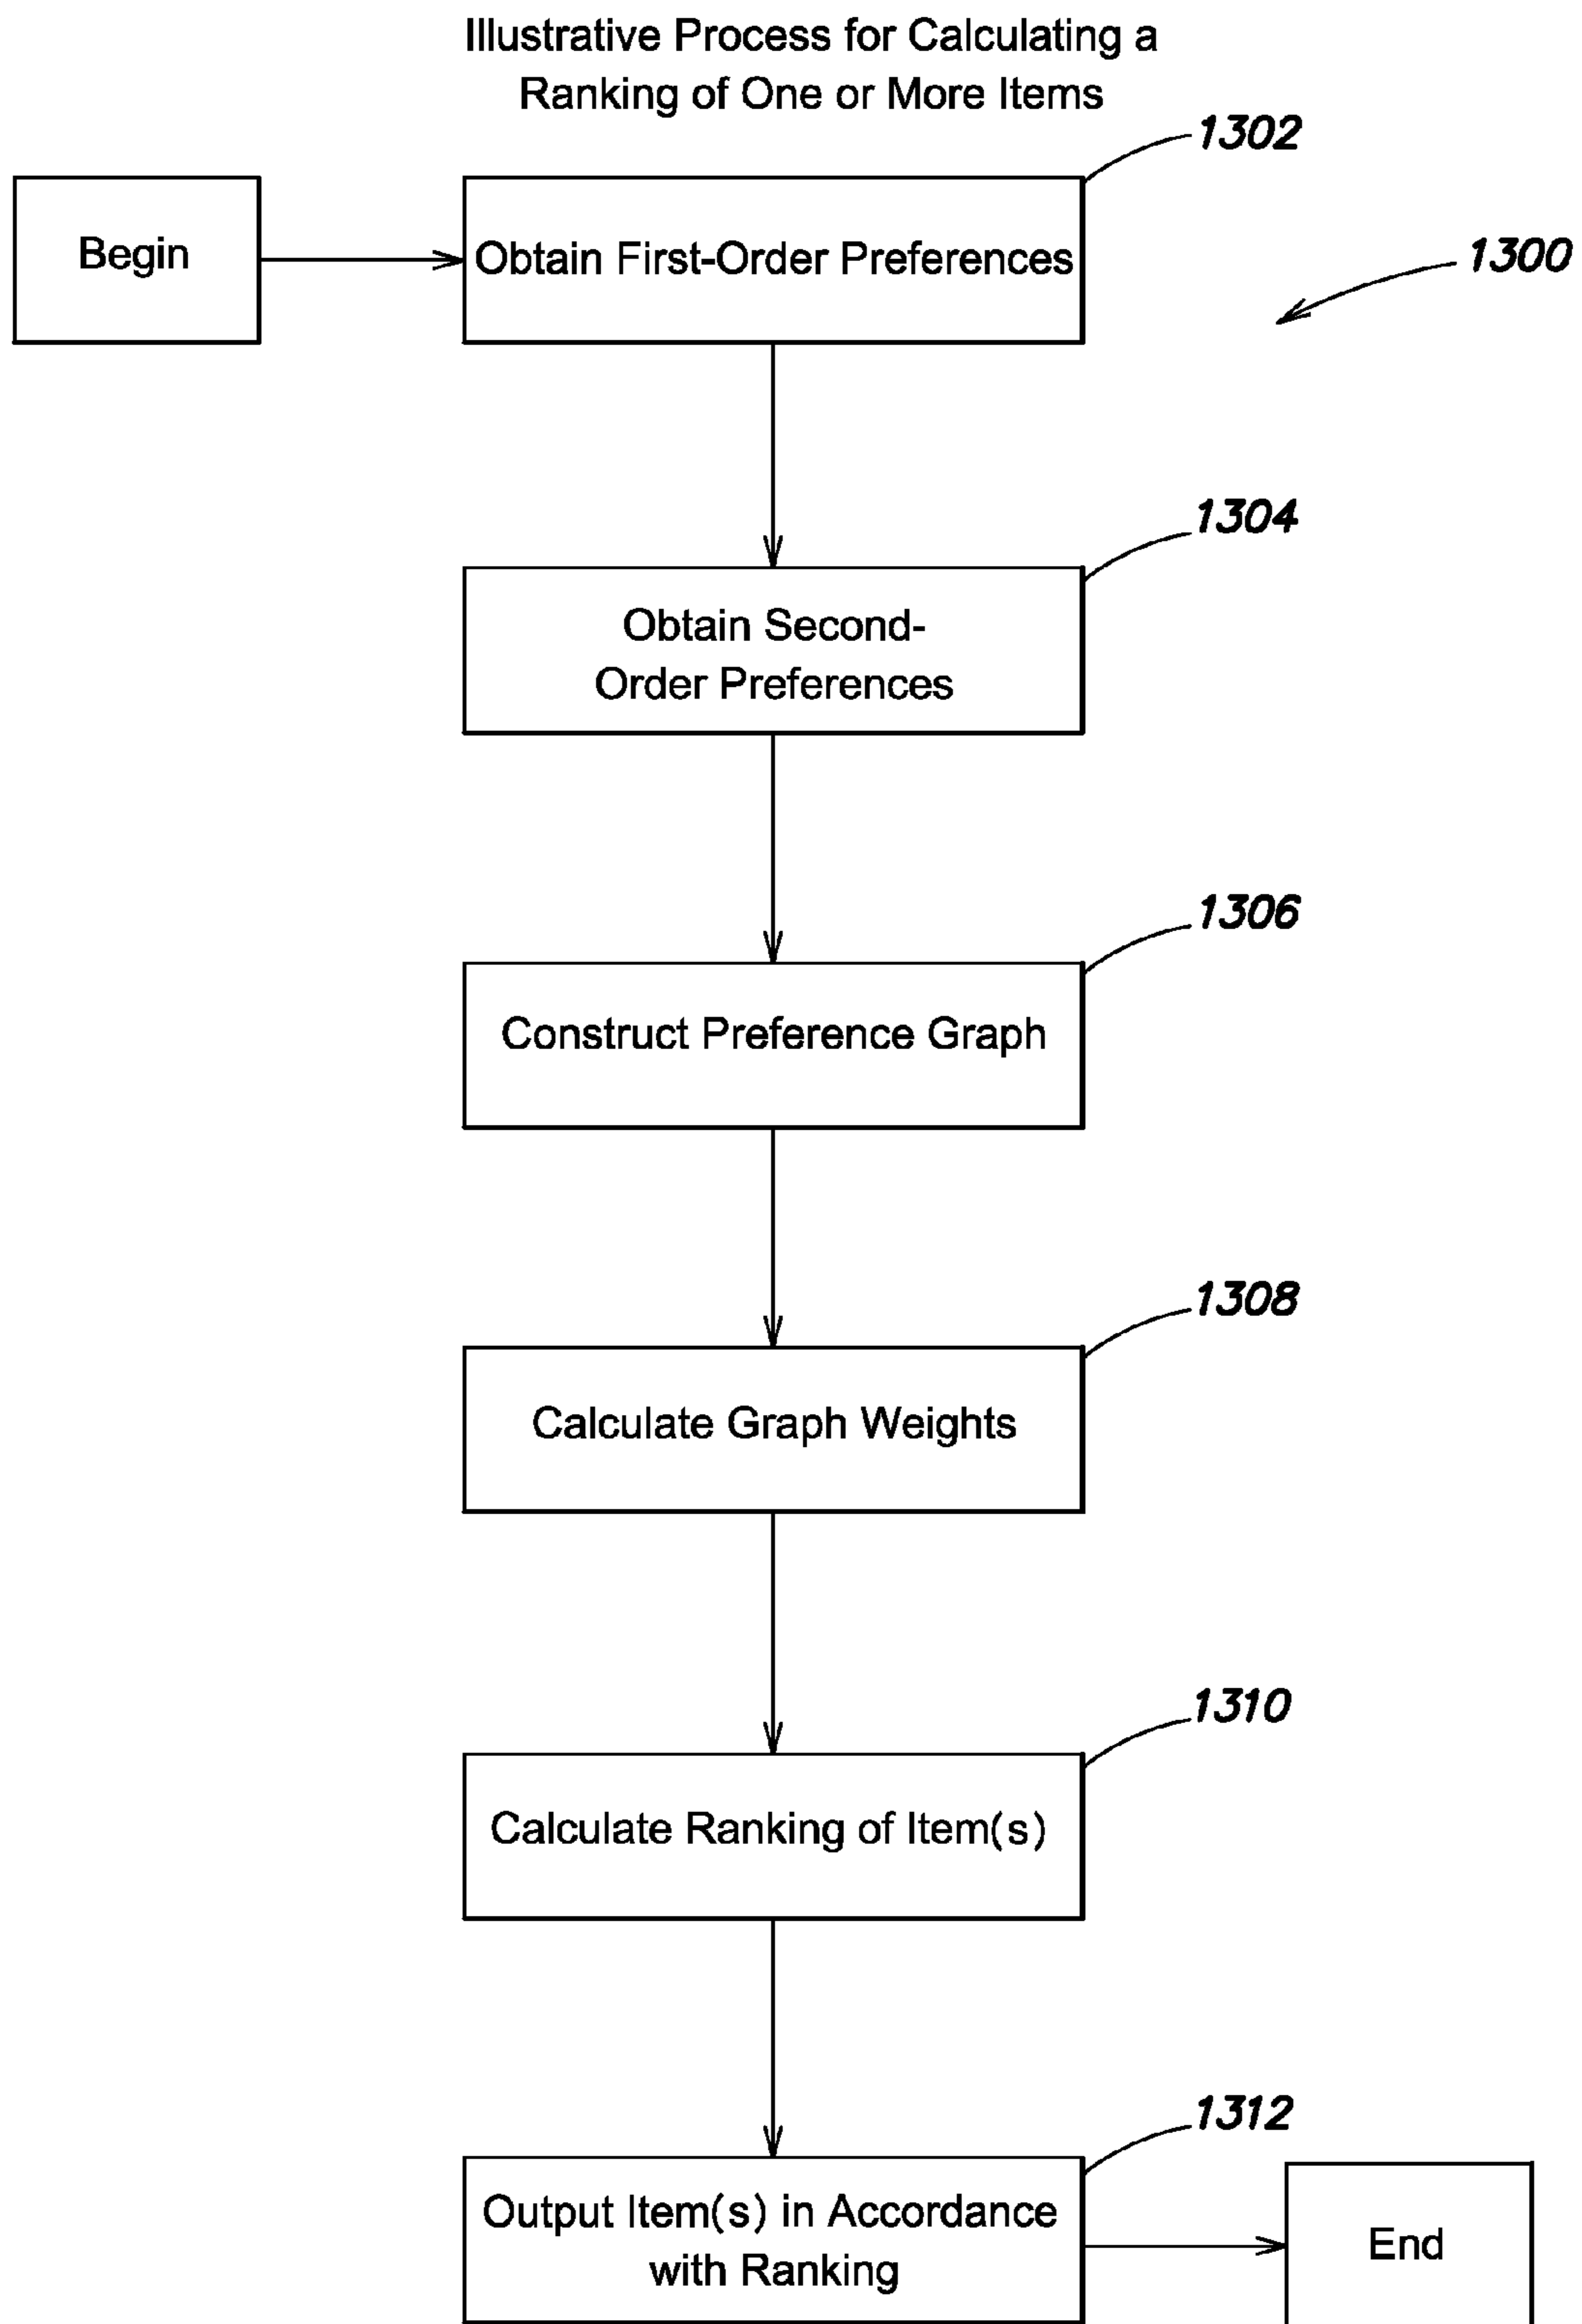 Illustrative Process for Calculating a
Ranking of One or More Items
1302
Begin
Obtain First-Order Preferences
1300
1304
Obtain Second-
Order Preferences
1306
Construct Preference Graph
1308
Calculate Graph Weights
1310
Calculate Ranking of Item(s)
1312
Output Item(s) in Accordance
with Ranking
End